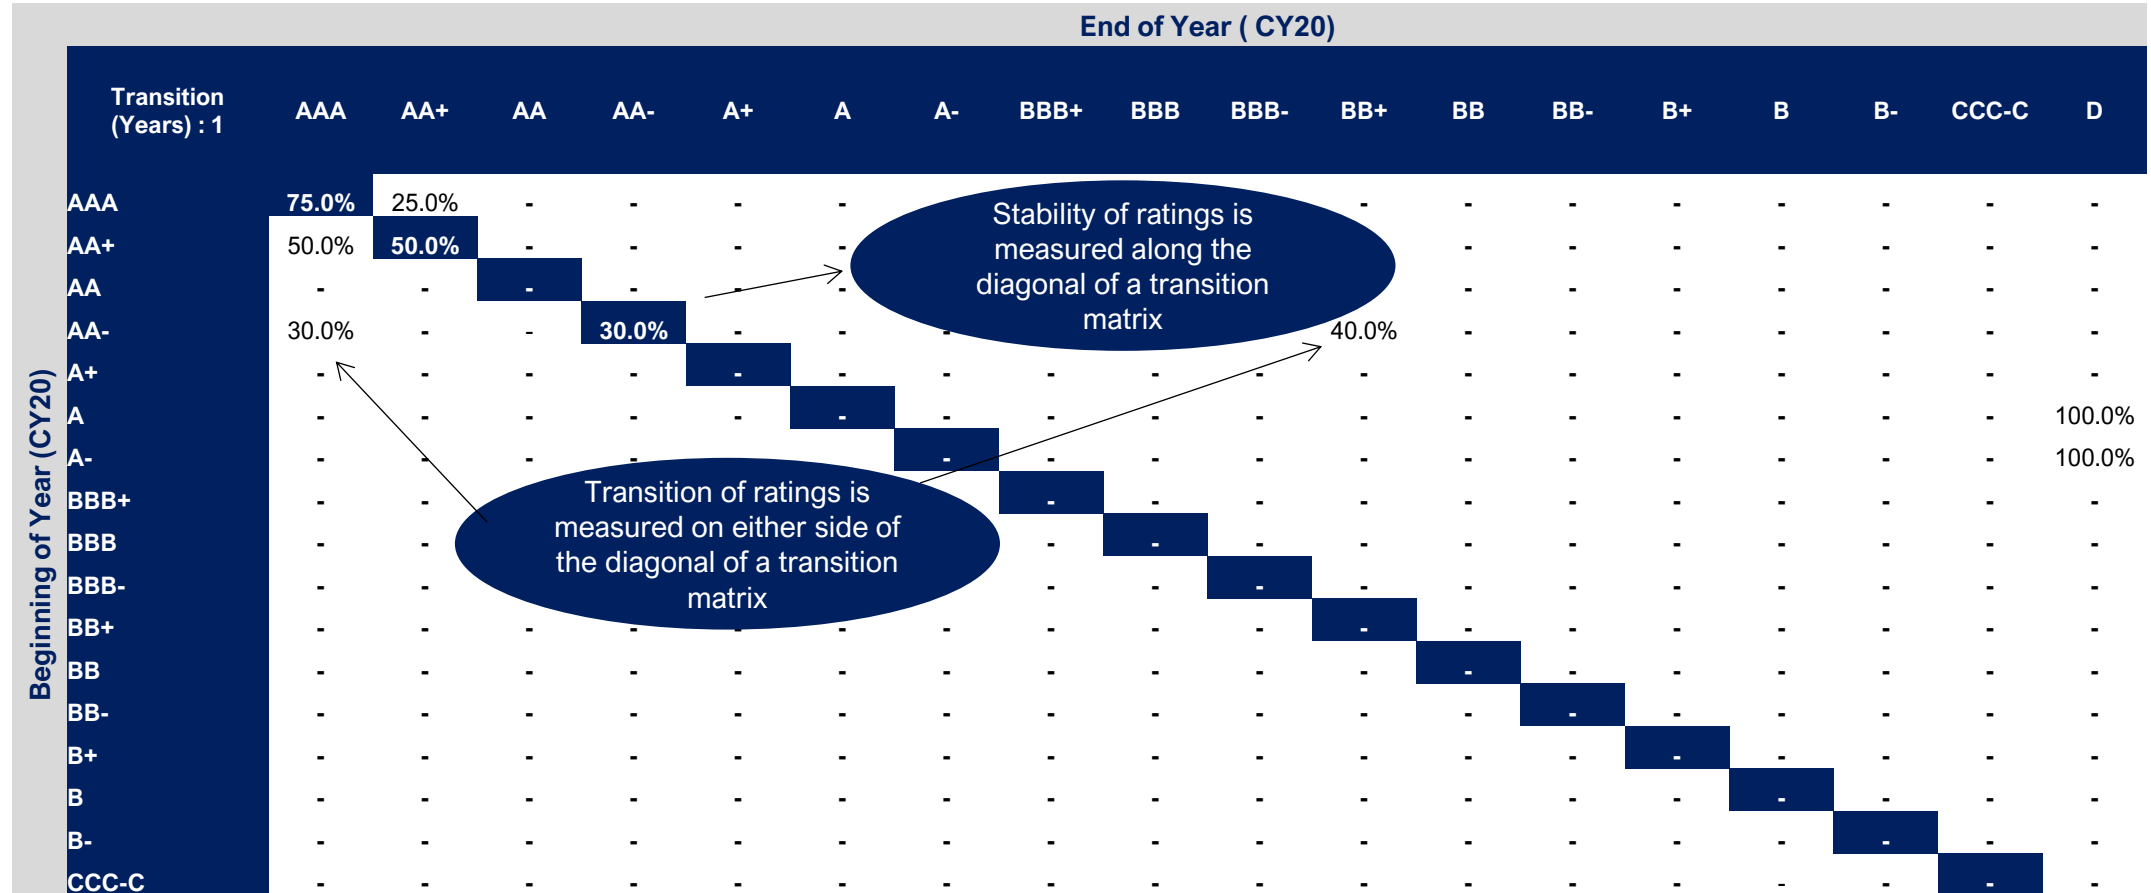 End of Year ( CY20)
Transition (Years) : 1 AAA AA+ AA AA- A+ A A- BBB+ BBB BBB- BB+ BB BB- B+ B B- CCC-C D
AAA 75.0% 25.0% - - - - - - - - - - - -
Stability of ratings is
measured along the
diagonal of a transition
matrix
AA+ 50.0% 50.0% - - - - - - - - - - -
AA - - - - - - - - - - - - -
AA- 30.0% - - 30.0% - - - 40.0% - - - - - - -
A+ - - - - - - - - - - - - - - - - - -
A - - - - - - - - - - - - - - - - - 100.0%
A- - - - - - - - - - - - - - - - - - 100.0%
Transition of ratings is
measured on either side of
the diagonal of a transition
matrix
BBB+ - - - - - - - - - - - - -
BBB - - - - - - - - - - - - -
BBB- - - - - - - - - - - - - -
BB+ - - - - - - - - - - - - - - - - - -
BB - - - - - - - - - - - - - - - - - -
BB- - - - - - - - - - - - - - - - - - -
B+ - - - - - - - - - - - - - - - - - -
B - - - - - - - - - - - - - - - - - -
B- - - - - - - - - - - - - - - - - - -
CCC-C - - - - - - - - - - - - - - - - - -
Beginning of Year (CY20)